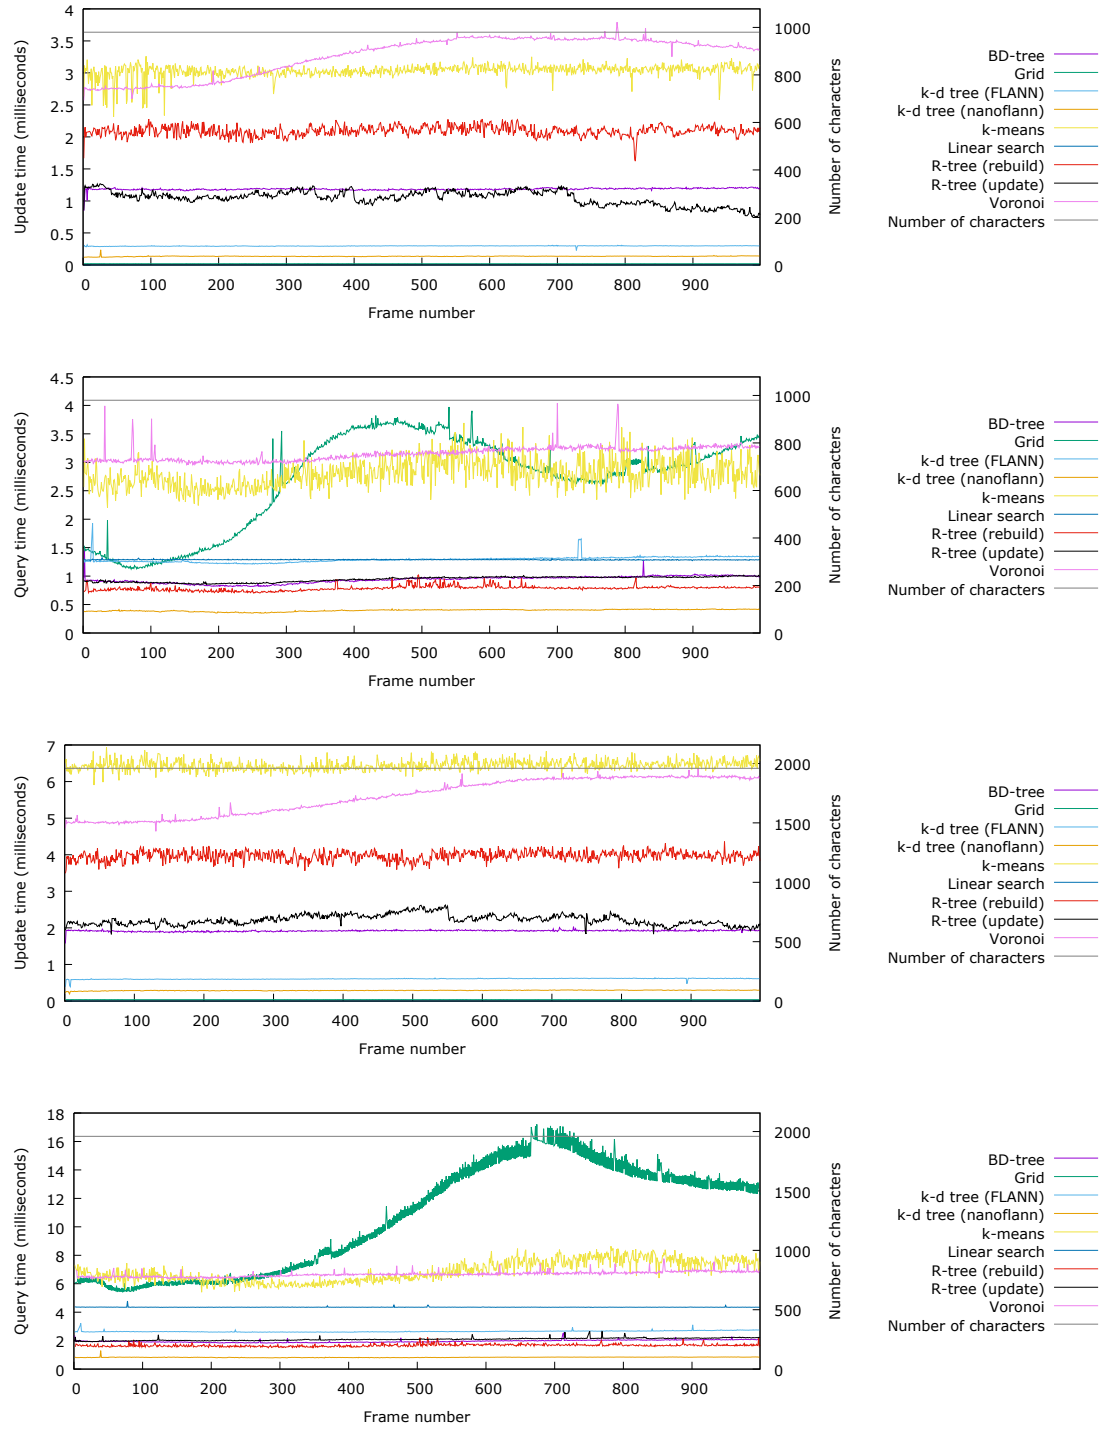 4
3.5
3
2.5
2
1.5
1
0.5
0
Update time (milliseconds)
0 100 200 300 400 500 600 700 800 900
Frame number
1000
800
600
400
200
0
Number of characters
BD-tree
Grid
k-d tree (FLANN)
k-d tree (nanoflann)
k-means
Linear search
R-tree (rebuild)
R-tree (update)
Voronoi
Number of characters
4.5
4
3.5
3
2.5
2
1.5
1
0.5
0
Query time (milliseconds)
0 100 200 300 400 500 600 700 800 900
Frame number
1000
800
600
400
200
0
Number of characters
BD-tree
Grid
k-d tree (FLANN)
k-d tree (nanoflann)
k-means
Linear search
R-tree (rebuild)
R-tree (update)
Voronoi
Number of characters
7
6
5
4
3
2
1
0
Update time (milliseconds)
0 100 200 300 400 500 600 700 800 900
Frame number
2000
1500
1000
500
0
Number of characters
BD-tree
Grid
k-d tree (FLANN)
k-d tree (nanoflann)
k-means
Linear search
R-tree (rebuild)
R-tree (update)
Voronoi
Number of characters
18
16
14
12
10
8
6
4
2
0
Query time (milliseconds)
0 100 200 300 400 500 600 700 800 900
Frame number
2000
1500
1000
500
0
Number of characters
BD-tree
Grid
k-d tree (FLANN)
k-d tree (nanoflann)
k-means
Linear search
R-tree (rebuild)
R-tree (update)
Voronoi
Number of characters